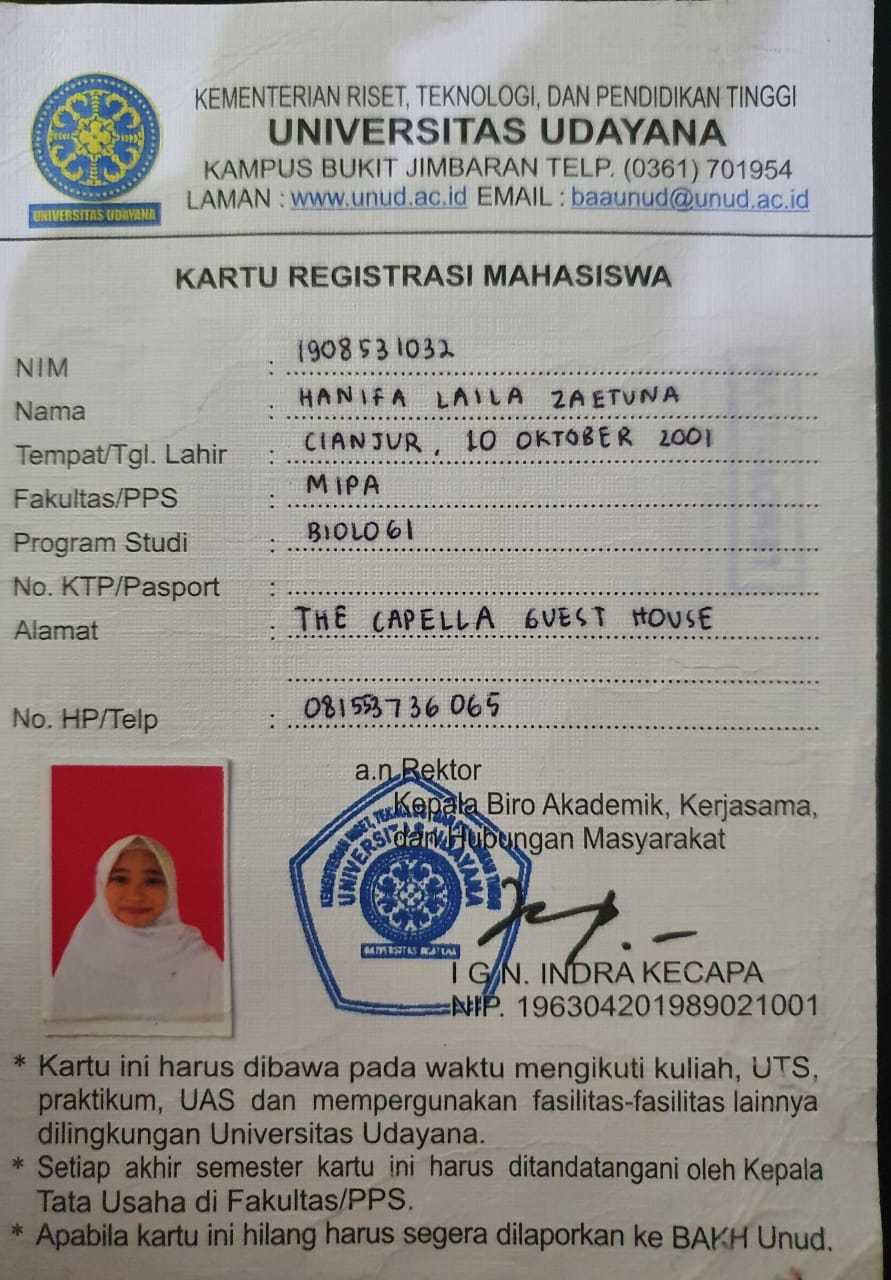 UNIVERSITAS UDAYANA
KEMENTERIAN RISET, TEKNOLOGI, DAN PENDIDIKAN TINGGI
UNIVERSITAS UDAYANA
KAMPUS BUKIT JIMBARAN TELP. (0361) 701954
LAMAN : www.unud.ac.id EMAIL : baaunud@unud.ac.id
KARTU REGISTRASI MAHASISWA
NIM : 1908531032
Nama : HANIFA LAILA ZAETUNA
Tempat/Tgl. Lahir : CIANJUR, 10 OKTOBER 2001
Fakultas/PPS : MIPA
Program Studi : BIOLOGI
No. KTP/Pasport :
Alamat : THE CAPELLA GUEST HOUSE
No. HP/Telp : 081553736065
a.n Rektor
Kepala Biro Akademik, Kerjasama,
dan Hubungan Masyarakat
UNIVERSITAS UDAYANA
I G N. INDRA KECAPA
NIP. 196304201989021001
* Kartu ini harus dibawa pada waktu mengikuti kuliah, UTS,
praktikum, UAS dan mempergunakan fasilitas-fasilitas lainnya
dilingkungan Universitas Udayana.
* Setiap akhir semester kartu ini harus ditandatangani oleh Kepala
Tata Usaha di Fakultas/PPS.
* Apabila kartu ini hilang harus segera dilaporkan ke BAKH Unud.